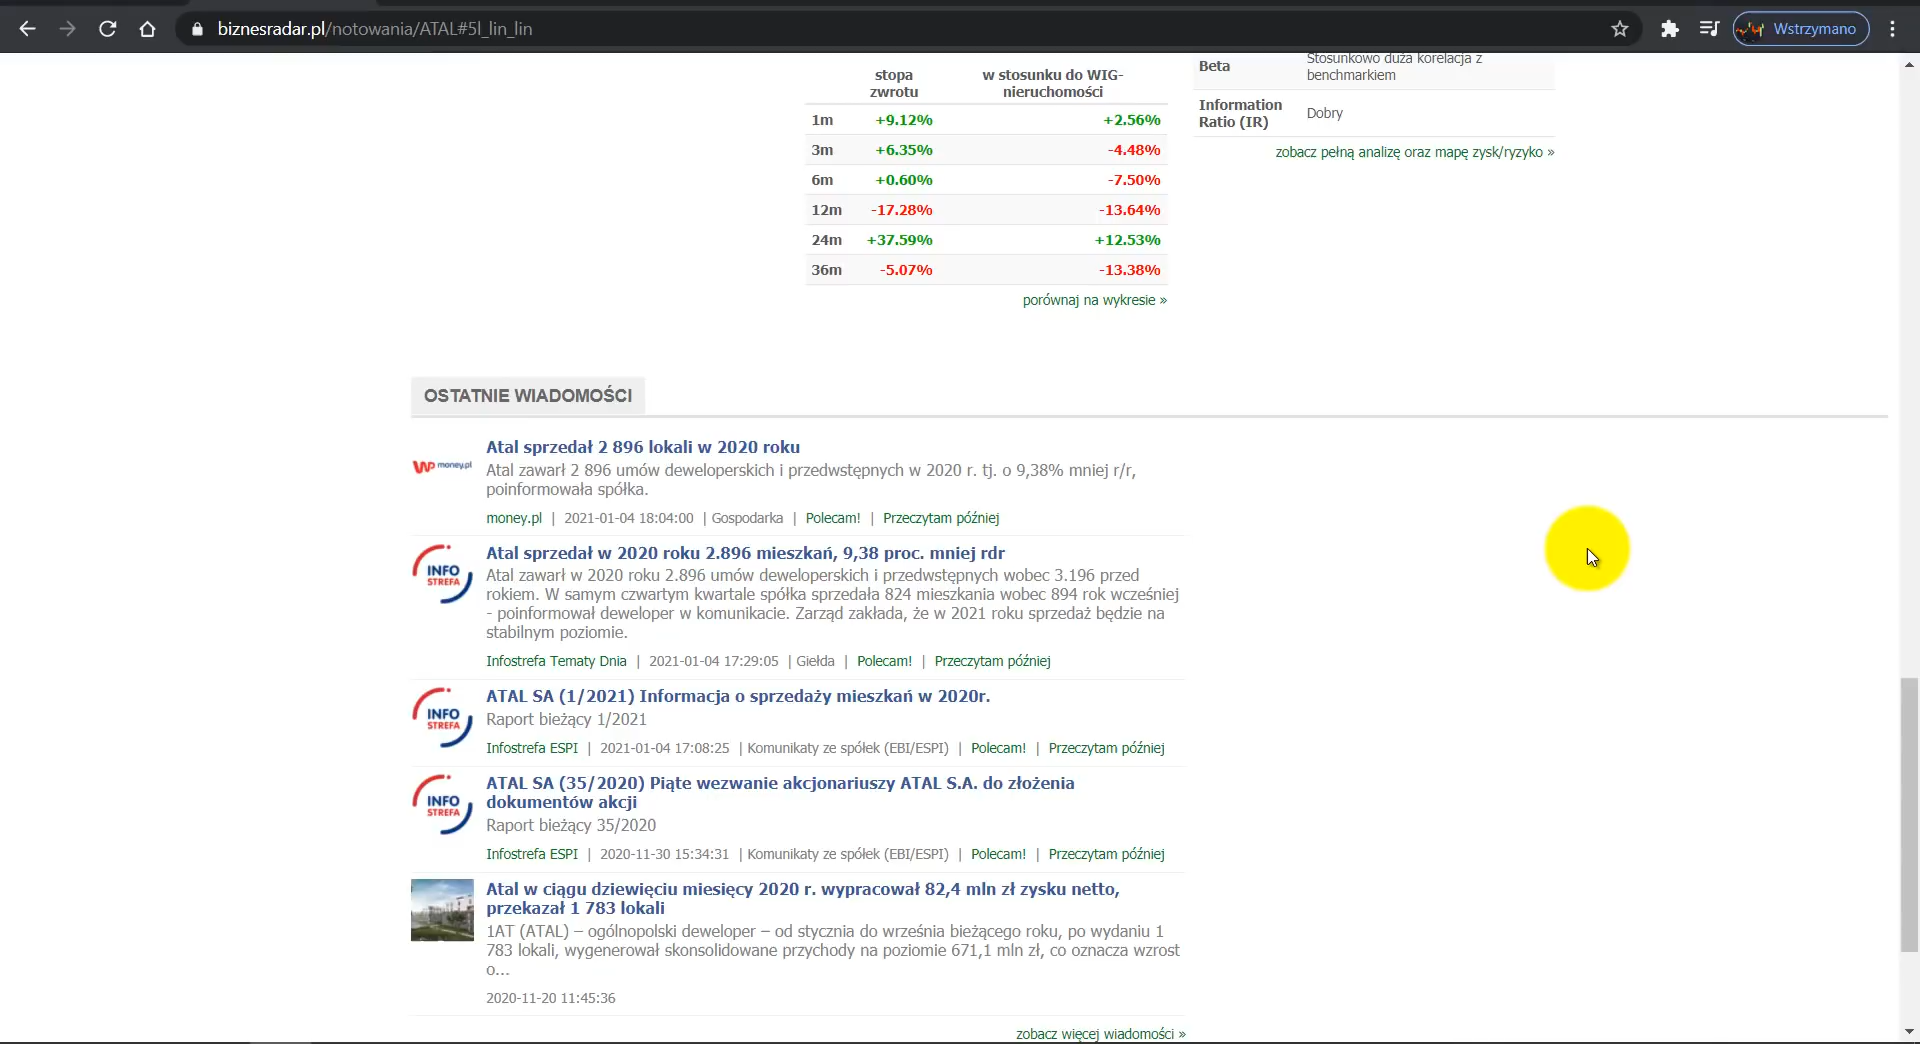 biznesradar.pl/notowania/ATAL#5l_lin_lin
Wstrzymano
stopa zwrotu
w stosunku do WIG-nieruchomości
1m +9.12% +2.56%
3m +6.35% -4.48%
6m +0.60% -7.50%
12m -17.28% -13.64%
24m +37.59% +12.53%
36m -5.07% -13.38%
porównaj na wykresie »
Beta Stosunkowo duża korelacja z
benchmarkiem
Information
Ratio (IR) Dobry
zobacz pełną analizę oraz mapę zysk/ryzyko »
OSTATNIE WIADOMOŚCI
WP money.pl
Atal sprzedał 2 896 lokali w 2020 roku
Atal zawarł 2 896 umów deweloperskich i przedwstępnych w 2020 r. tj. o 9,38% mniej r/r,
poinformowała spółka.
money.pl | 2021-01-04 18:04:00 | Gospodarka | Polecam! | Przeczytam później
INFO
STREFA
Atal sprzedał w 2020 roku 2.896 mieszkań, 9,38 proc. mniej rdr
Atal zawarł w 2020 roku 2.896 umów deweloperskich i przedwstępnych wobec 3.196 przed
rokiem. W samym czwartym kwartale spółka sprzedała 824 mieszkania wobec 894 rok wcześniej
- poinformował deweloper w komunikacie. Zarząd zakłada, że w 2021 roku sprzedaż będzie na
stabilnym poziomie.
Infostrefa Tematy Dnia | 2021-01-04 17:29:05 | Giełda | Polecam! | Przeczytam później
INFO
STREFA
ATAL SA (1/2021) Informacja o sprzedaży mieszkań w 2020r.
Raport bieżący 1/2021
Infostrefa ESPI | 2021-01-04 17:08:25 | Komunikaty ze spółek (EBI/ESPI) | Polecam! | Przeczytam później
INFO
STREFA
ATAL SA (35/2020) Piąte wezwanie akcjonariuszy ATAL S.A. do złożenia
dokumentów akcji
Raport bieżący 35/2020
Infostrefa ESPI | 2020-11-30 15:34:31 | Komunikaty ze spółek (EBI/ESPI) | Polecam! | Przeczytam później
Atal w ciągu dziewięciu miesięcy 2020 r. wypracował 82,4 mln zł zysku netto,
przekazał 1 783 lokali
1AT (ATAL) – ogólnopolski deweloper – od stycznia do września bieżącego roku, po wydaniu 1
783 lokali, wygenerował skonsolidowane przychody na poziomie 671,1 mln zł, co oznacza wzrost
o...
2020-11-20 11:45:36
zobacz więcej wiadomości »